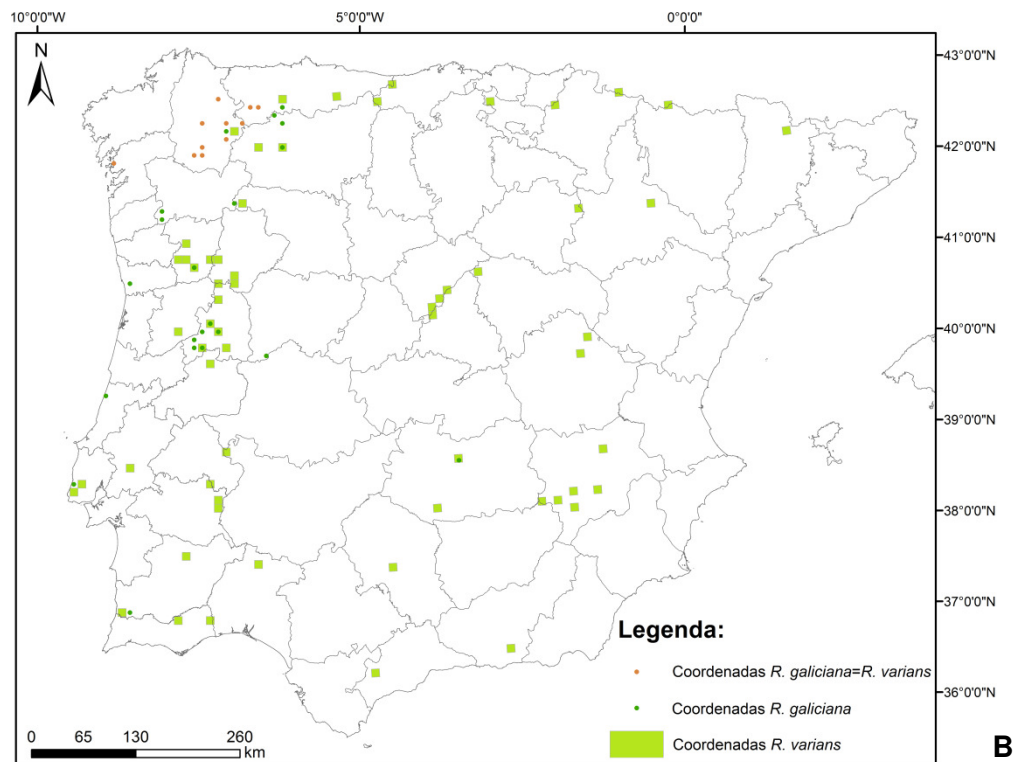 10°0'0"W 5°0'0"W 0°0'0"
N
43°0'0"N
42°0'0"N
41°0'0"N
40°0'0"N
39°0'0"N
38°0'0"N
37°0'0"N
36°0'0"N
Legenda:
Coordenadas R. galiciana=R. varians
Coordenadas R. galiciana
Coordenadas R. varians
0 65 130 260
km
B